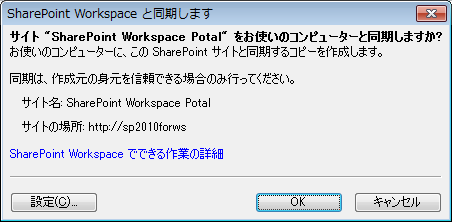 SharePoint Workspace と同期します
サイト “SharePoint Workspace Potal“ をお使いのコンピューターと同期しますか?
お使いのコンピューターに、この SharePoint サイトと同期するコピーを作成します。
同期は、作成元の身元を信頼できる場合のみ行ってください。
サイト名: SharePoint Workspace Potal
サイトの場所: http://sp2010forws
SharePoint Workspace でできる作業の詳細
設定(C)...
OK
キャンセル